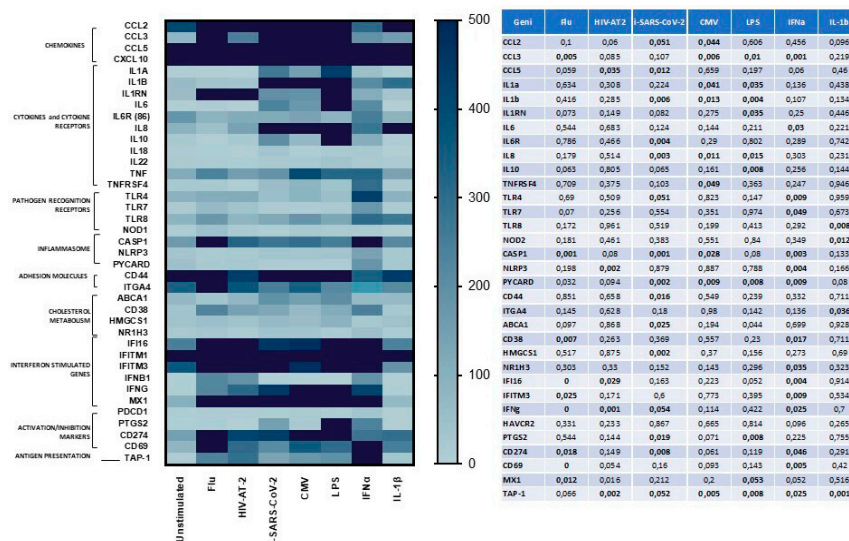 CHEMOKINES
CYTOKINES and CYTOKINE
RECEPTORS
PATHOGEN RECOGNITION
RECEPTORS
INFLAMMASOME
ADHESION MOLECULES
CHOLESTEROL
METABOLISM
INTERFERON STIMULATED
GENES
ACTIVATION/INHIBITION
MARKERS
ANTIGEN PRESENTATION
CCL2
CCL3
CCL5
CXCL10
IL1A
IL1B
IL1RN
IL6
IL6R (86)
IL8
IL10
IL18
IL22
TNF
TNFRSF4
TLR4
TLR7
TLR8
NOD1
CASP1
NLRP3
PYCARD
CD44
ITGA4
ABCA1
CD38
HMGCS1
NR1H3
IFI16
IFITM1
IFITM3
IFNB1
IFNG
MX1
PDCD1
PTGS2
CD274
CD69
TAP-1
Unstimulated
Flu
HIV-AT-2
i-SARS-CoV-2
CMV
LPS
IFNα
IL-1β
500
400
300
200
100
0
Geni Flu HIV-AT2 i-SARS-CoV-2 CMV LPS IFNa IL-1b
CCL2 0,1 0,06 0,051 0,044 0,606 0,456 0,096
CCL3 0,005 0,085 0,107 0,006 0,01 0,001 0,219
CCL5 0,059 0,035 0,012 0,659 0,197 0,06 0,46
IL1a 0,634 0,308 0,224 0,041 0,035 0,136 0,438
IL1b 0,416 0,285 0,006 0,013 0,004 0,107 0,134
IL1RN 0,073 0,149 0,082 0,275 0,035 0,25 0,446
IL6 0,544 0,683 0,124 0,144 0,211 0,03 0,221
IL6R 0,786 0,466 0,004 0,29 0,802 0,289 0,742
IL8 0,179 0,514 0,003 0,011 0,015 0,303 0,231
IL10 0,063 0,805 0,065 0,161 0,008 0,256 0,144
TNFRSF4 0,709 0,375 0,103 0,049 0,363 0,247 0,946
TLR4 0,69 0,509 0,051 0,823 0,147 0,009 0,959
TLR7 0,07 0,256 0,554 0,351 0,974 0,049 0,673
TLR8 0,172 0,961 0,519 0,199 0,413 0,292 0,008
NOD2 0,181 0,461 0,383 0,551 0,84 0,349 0,012
CASP1 0,001 0,08 0,001 0,028 0,08 0,003 0,133
NLRP3 0,198 0,002 0,879 0,887 0,788 0,004 0,166
PYCARD 0,032 0,094 0,002 0,009 0,008 0,009 0,08
CD44 0,851 0,658 0,016 0,549 0,239 0,332 0,711
ITGA4 0,145 0,628 0,18 0,98 0,142 0,136 0,036
ABCA1 0,097 0,868 0,025 0,194 0,044 0,699 0,928
CD38 0,007 0,263 0,369 0,557 0,23 0,017 0,711
HMGCS1 0,517 0,875 0,002 0,37 0,156 0,273 0,69
NR1H3 0,303 0,33 0,152 0,143 0,296 0,035 0,323
IFI16 0 0,029 0,163 0,223 0,052 0,004 0,914
IFITM3 0,025 0,171 0,6 0,773 0,395 0,009 0,534
IFNg 0 0,001 0,054 0,114 0,422 0,025 0,7
HAVCR2 0,331 0,233 0,867 0,665 0,814 0,096 0,265
PTGS2 0,544 0,144 0,019 0,071 0,008 0,225 0,755
CD274 0,018 0,149 0,008 0,061 0,119 0,046 0,291
CD69 0 0,054 0,16 0,093 0,143 0,005 0,42
MX1 0,012 0,016 0,212 0,2 0,053 0,052 0,516
TAP-1 0,066 0,002 0,052 0,005 0,008 0,025 0,001